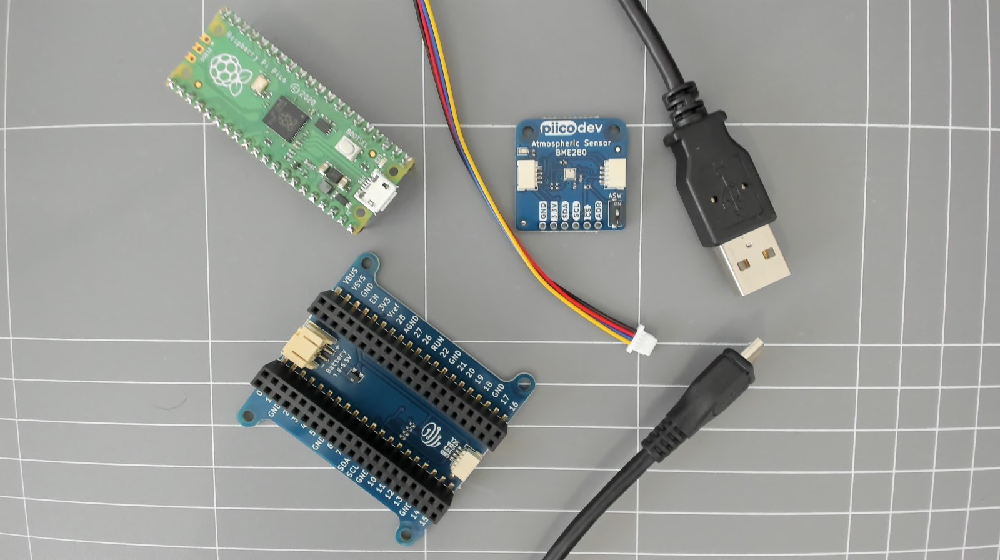 Raspberry Pi Pico © 2020
BOOTSEL
USB
piicodev
Atmospheric Sensor
BME280
ASW
ON
GND
3.3V
SDA
SCL
CS
ADR
VBUS
VSYS
GND
EN
3V3
Vref
28
AGND
27
26
RUN
22
GND
21
20
19
18
GND
17
16
Battery
1.8-5.5V
- +
0
1
GND
2
3
4
5
GND
6
7
SDA
SCL
GND
10
11
12
13
GND
14
15